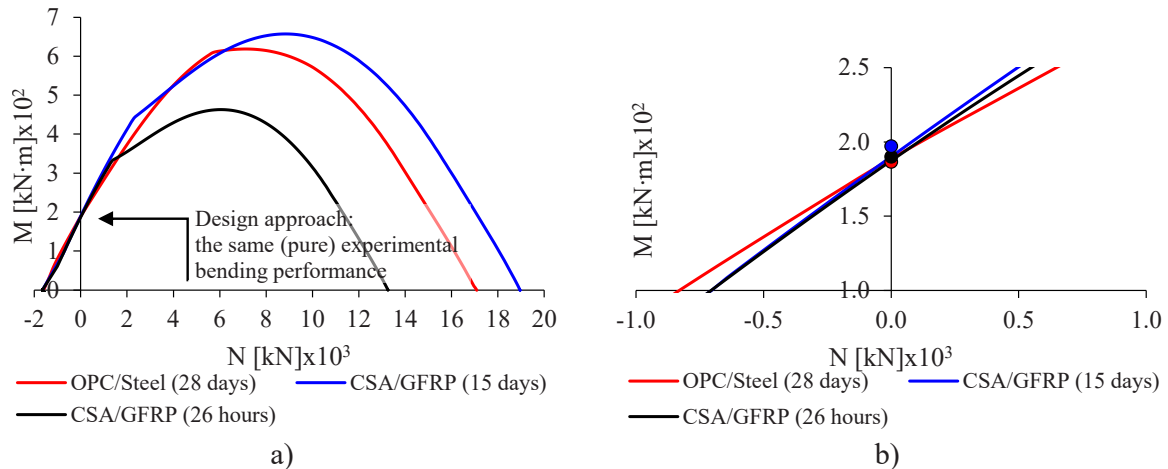 7
6
5
4
3
2
1
0
M [kN·m]x10²
Design approach:
the same (pure) experimental
bending performance
-2 0 2 4 6 8 10 12 14 16 18 20
N [kN]x10³
OPC/Steel (28 days) CSA/GFRP (15 days)
CSA/GFRP (26 hours)
a)
2.5
2.0
1.5
1.0
M [kN·m]x10²
-1.0 -0.5 0.0 0.5 1.0
N [kN]x10³
OPC/Steel (28 days) CSA/GFRP (15 days)
CSA/GFRP (26 hours)
b)